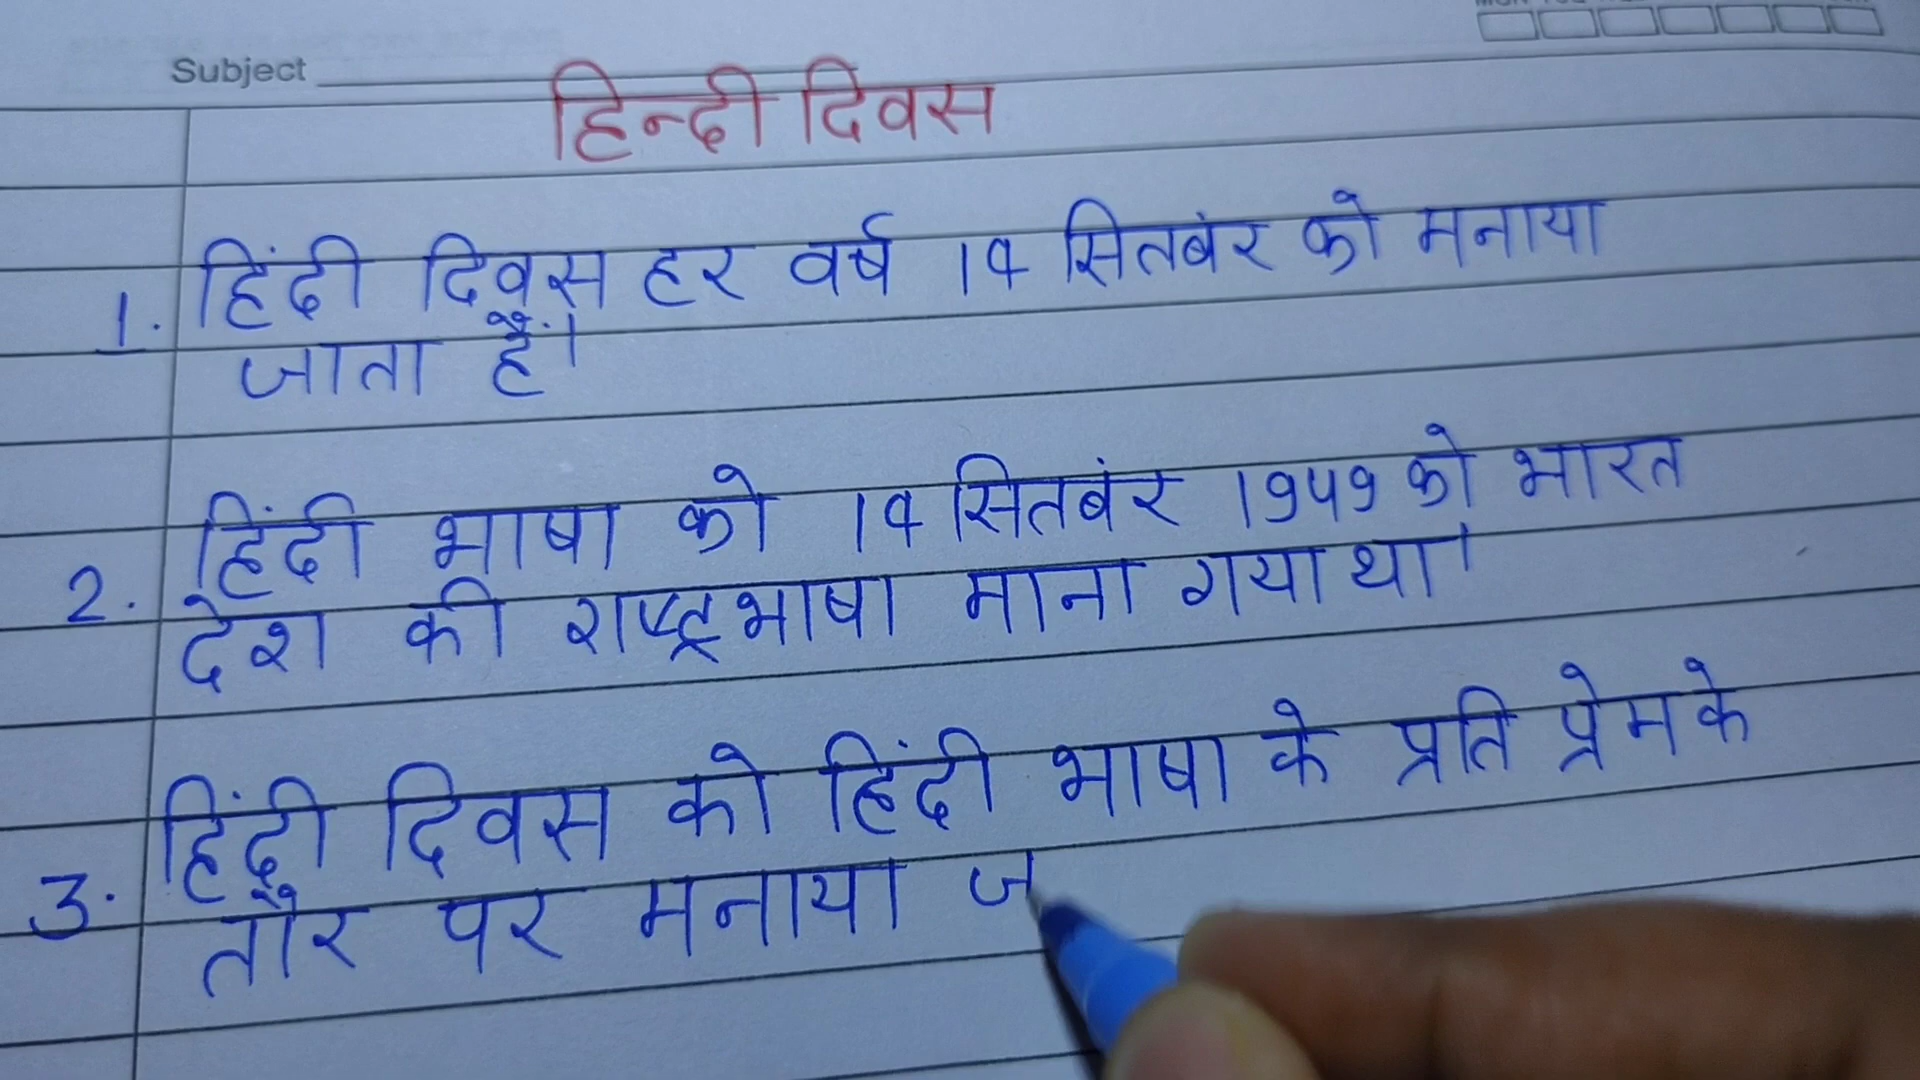 Subject
हिन्दी दिवस
1. हिंदी दिवस हर वर्ष 14 सितबंर को मनाया
जाता हैं।
2. हिंदी भाषा को 14 सितबंर 1949 को भारत
देश की राष्ट्रभाषा माना गया था।
3. हिंदी दिवस को हिंदी भाषा के प्रति प्रेम के
तौर पर मनाया ज